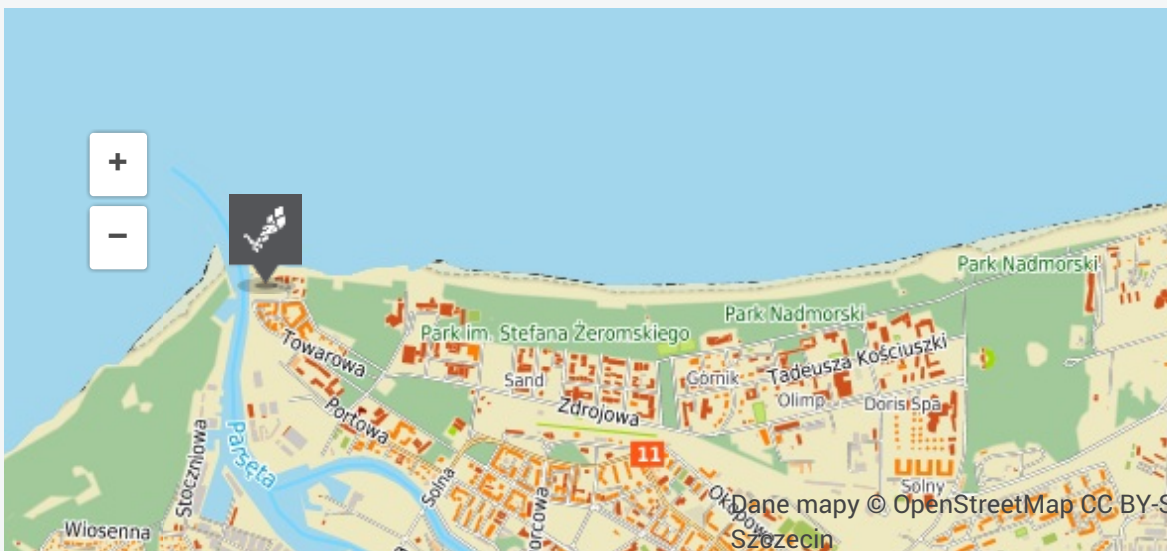 +
−
Park Nadmorski
Park Nadmorski
Park im. Stefana Żeromskiego
Towarowa
Tadeusza Kościuszki
Sand
Górnik
Olimp
Doris Spa
Zdrojowa
Portowa
Stoczniowa
Parsęta
11
Solna
Solny
Wiosenna
Dane mapy © OpenStreetMap CC BY-S
Szczecin